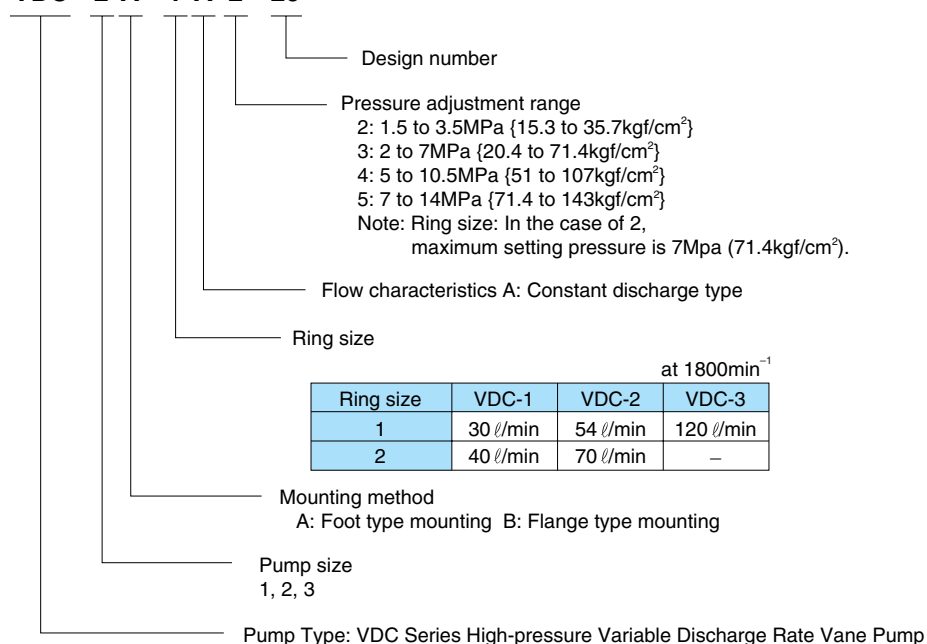 Design number
Pressure adjustment range
2: 1.5 to 3.5MPa {15.3 to 35.7kgf/cm²}
3: 2 to 7MPa {20.4 to 71.4kgf/cm²}
4: 5 to 10.5MPa {51 to 107kgf/cm²}
5: 7 to 14MPa {71.4 to 143kgf/cm²}
Note: Ring size: In the case of 2,
maximum setting pressure is 7Mpa (71.4kgf/cm²).
Flow characteristics A: Constant discharge type
Ring size
at 1800min⁻¹
Ring size VDC-1 VDC-2 VDC-3
1 30 ℓ/min 54 ℓ/min 120 ℓ/min
2 40 ℓ/min 70 ℓ/min –
Mounting method
A: Foot type mounting B: Flange type mounting
Pump size
1, 2, 3
Pump Type: VDC Series High-pressure Variable Discharge Rate Vane Pump